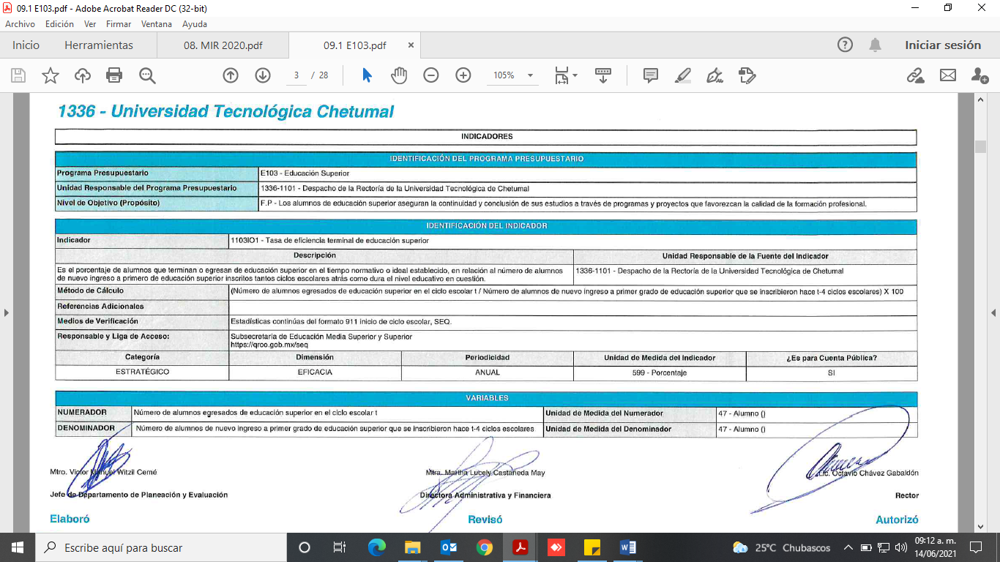 09.1 E103.pdf - Adobe Acrobat Reader DC (32-bit)
Archivo Edición Ver Firmar Ventana Ayuda
Inicio Herramientas 08. MIR 2020.pdf 09.1 E103.pdf × Iniciar sesión
3 / 28 105%
1336 - Universidad Tecnológica Chetumal
INDICADORES
IDENTIFICACIÓN DEL PROGRAMA PRESUPUESTARIO
Programa Presupuestario E103 - Educación Superior
Unidad Responsable del Programa Presupuestario 1336-1101 - Despacho de la Rectoría de la Universidad Tecnológica de Chetumal
Nivel de Objetivo (Propósito) F.P - Los alumnos de educación superior aseguran la continuidad y conclusión de sus estudios a través de programas y proyectos que favorezcan la calidad de la formación profesional.
IDENTIFICACIÓN DEL INDICADOR
Indicador 1103IO1 - Tasa de eficiencia terminal de educación superior
Descripción Unidad Responsable de la Fuente del Indicador
Es el porcentaje de alumnos que terminan o egresan de educación superior en el tiempo normativo o ideal establecido, en relación al número de alumnos 1336-1101 - Despacho de la Rectoría de la Universidad Tecnológica de Chetumal
de nuevo ingreso a primero de educación superior inscritos tantos ciclos escolares atrás como dura el nivel educativo en cuestión.
Método de Cálculo (Número de alumnos egresados de educación superior en el ciclo escolar t / Número de alumnos de nuevo ingreso a primer grado de educación superior que se inscribieron hace t-4 ciclos escolares) X 100
Referencias Adicionales
Medios de Verificación Estadísticas continúas del formato 911 inicio de ciclo escolar, SEQ.
Responsable y Liga de Acceso: Subsecretaria de Educación Media Superior y Superior
https://qroo.gob.mx/seq
Categoría Dimensión Periodicidad Unidad de Medida del Indicador ¿Es para Cuenta Pública?
ESTRATÉGICO EFICACIA ANUAL 599 - Porcentaje SI
VARIABLES
NUMERADOR Número de alumnos egresados de educación superior en el ciclo escolar t Unidad de Medida del Numerador 47 - Alumno ()
DENOMINADOR Número de alumnos de nuevo ingreso a primer grado de educación superior que se inscribieron hace t-4 ciclos escolares Unidad de Medida del Denominador 47 - Alumno ()
Mtro. Victor Manuel Witzil Cemé Mtra. Martha Lucely Castaneda May Lic. Octavio Chávez Gabaldón
Jefe de Departamento de Planeación y Evaluación Directora Administrativa y Financiera Rector
Elaboró Revisó Autorizó
Escribe aquí para buscar 25°C Chubascos 09:12 a. m.
14/06/2021